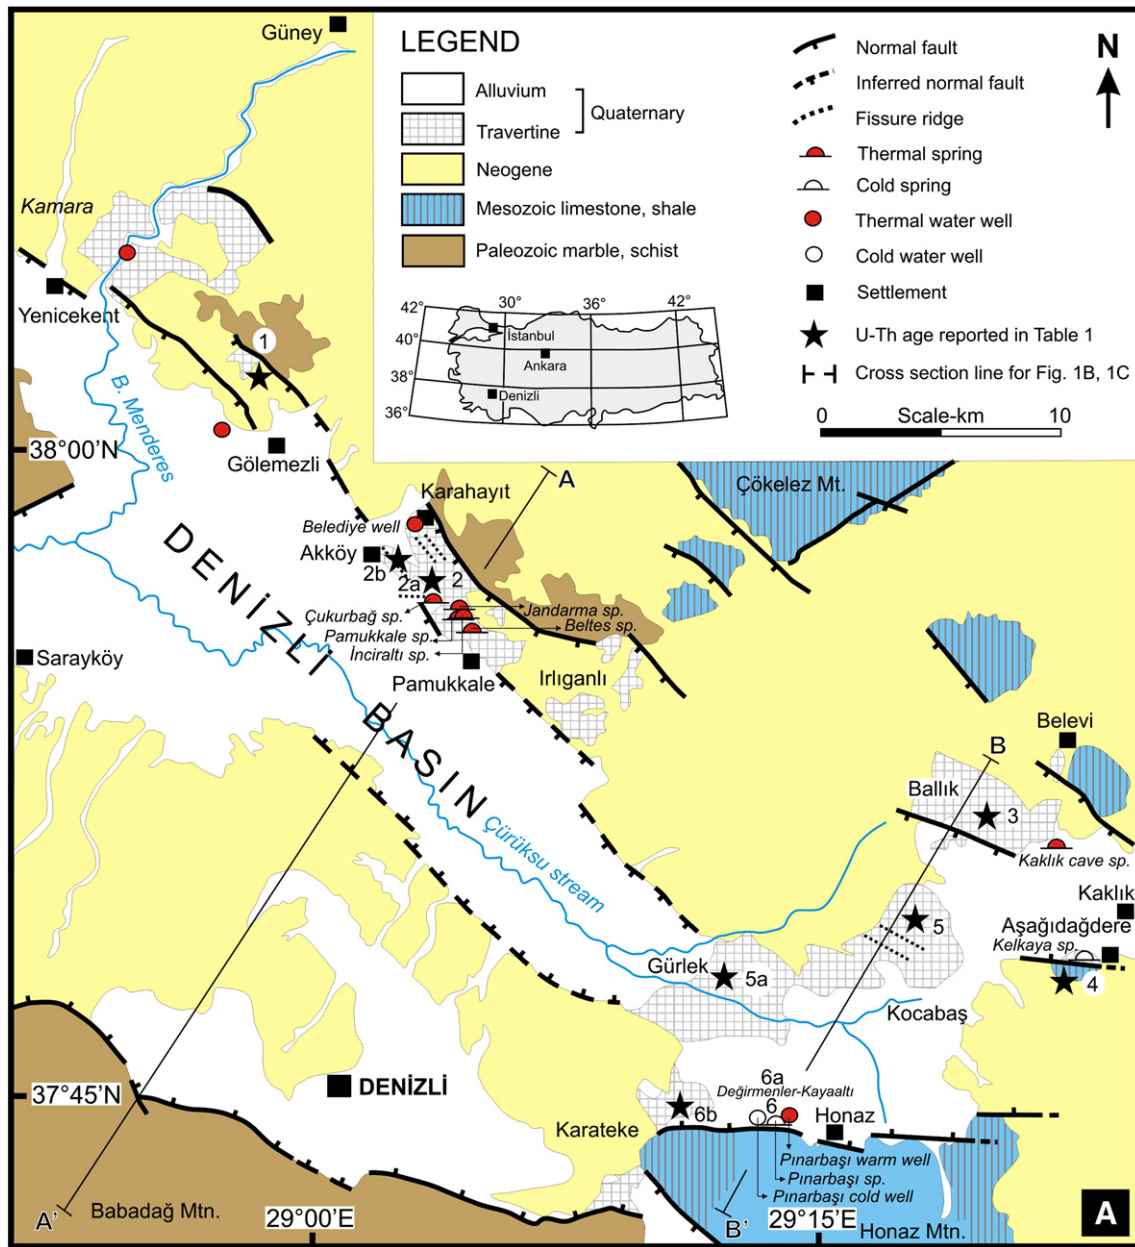 Güney
LEGEND
Alluvium
Travertine
Quaternary
Neogene
Mesozoic limestone, shale
Paleozoic marble, schist
Normal fault
Inferred normal fault
Fissure ridge
Thermal spring
Cold spring
Thermal water well
Cold water well
Settlement
U-Th age reported in Table 1
Cross section line for Fig. 1B, 1C
N
0 Scale-km 10
42° 30° 36° 42°
40°
38°
36°
İstanbul
Ankara
Denizli
Kamara
Yenicekent
1
B. Menderes
38°00'N
Gölemezli
A
Çökelez Mt.
Karahayıt
Belediye well
Akköy
2b
2a
2
Çukurbağ sp.
Jandarma sp.
Pamukkale sp.
Beltes sp.
İnciraltı sp.
Sarayköy
Pamukkale
Irlıganlı
DENİZLİ BASIN
Belevi
B
Ballık
3
Çürüksu stream
Kaklık cave sp.
Kaklık
5
Aşağıdağdere
Kelkaya sp.
Gürlek
5a
4
Kocabaş
37°45'N
DENİZLİ
6a
Değirmenler-Kayaaltı
6
6b
Honaz
Karateke
Pınarbaşı warm well
Pınarbaşı sp.
Pınarbaşı cold well
A'
Babadağ Mtn.
29°00'E
B'
29°15'E
Honaz Mtn.
A